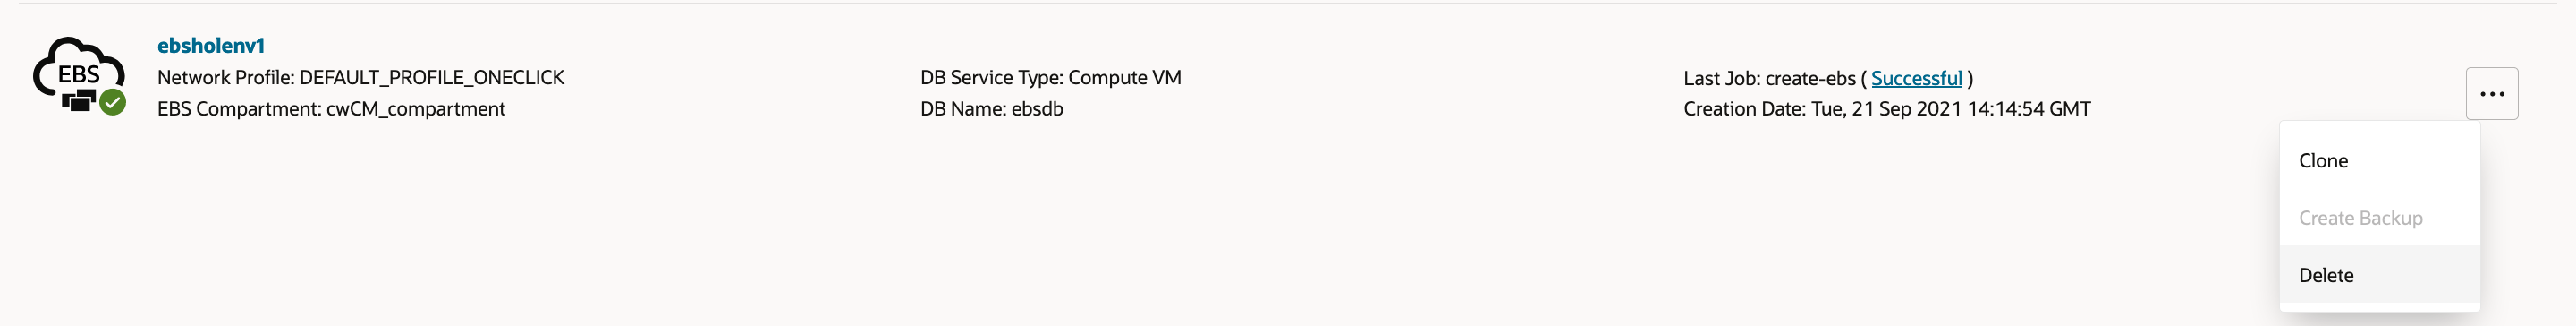 EBS
ebsholenv1
Network Profile: DEFAULT_PROFILE_ONECLICK
EBS Compartment: cwCM_compartment
DB Service Type: Compute VM
DB Name: ebsdb
Last Job: create-ebs ( Successful )
Creation Date: Tue, 21 Sep 2021 14:14:54 GMT
Clone
Create Backup
Delete